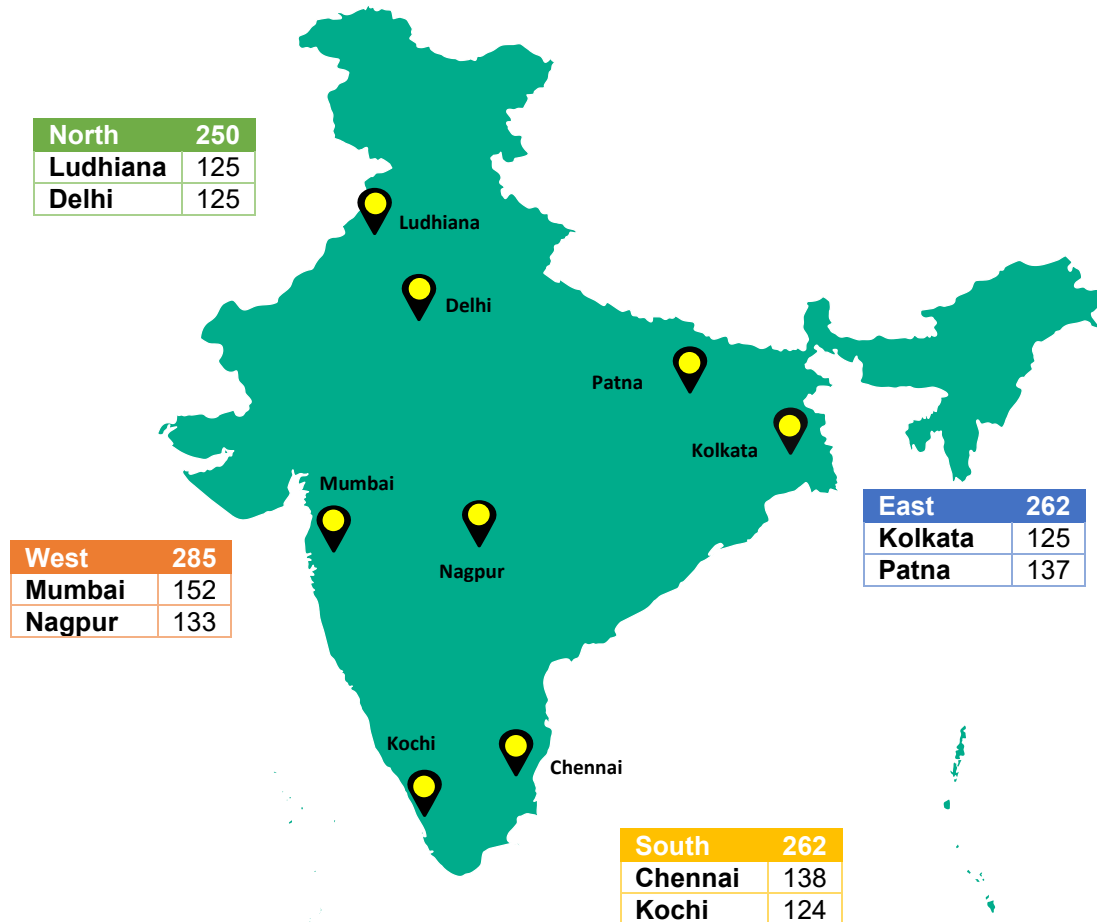 North 250
Ludhiana 125
Delhi 125
Ludhiana
Delhi
Patna
Kolkata
Mumbai
Nagpur
East 262
Kolkata 125
Patna 137
West 285
Mumbai 152
Nagpur 133
Kochi
Chennai
South 262
Chennai 138
Kochi 124